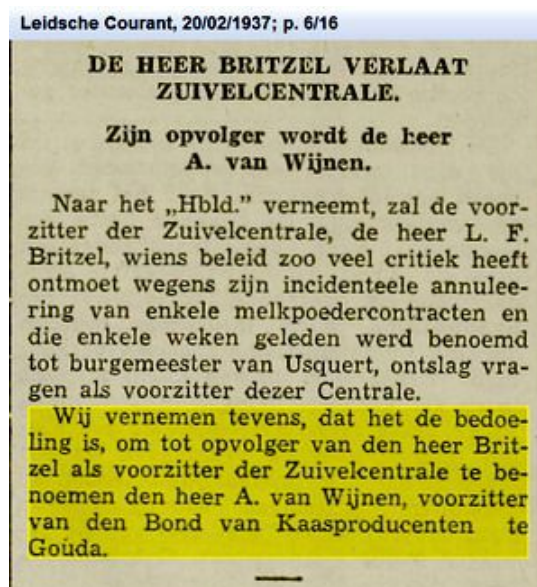 Leidsche Courant, 20/02/1937; p. 6/16
DE HEER BRITZEL VERLAAT
ZUIVELCENTRALE.
Zijn opvolger wordt de heer
A. van Wijnen.
Naar het „Hbld.” verneemt, zal de voor-
zitter der Zuivelcentrale, de heer L. F.
Britzel, wiens beleid zoo veel critiek heeft
ontmoet wegens zijn incidenteele annulee-
ring van enkele melkpoedercontracten en
die enkele weken geleden werd benoemd
tot burgemeester van Usquert, ontslag vra-
gen als voorzitter dezer Centrale.
Wij vernemen tevens, dat het de bedoe-
ling is, om tot opvolger van den heer Brit-
zel als voorzitter der Zuivelcentrale te be-
noemen den heer A. van Wijnen, voorzitter
van den Bond van Kaasproducenten te
Gouda.